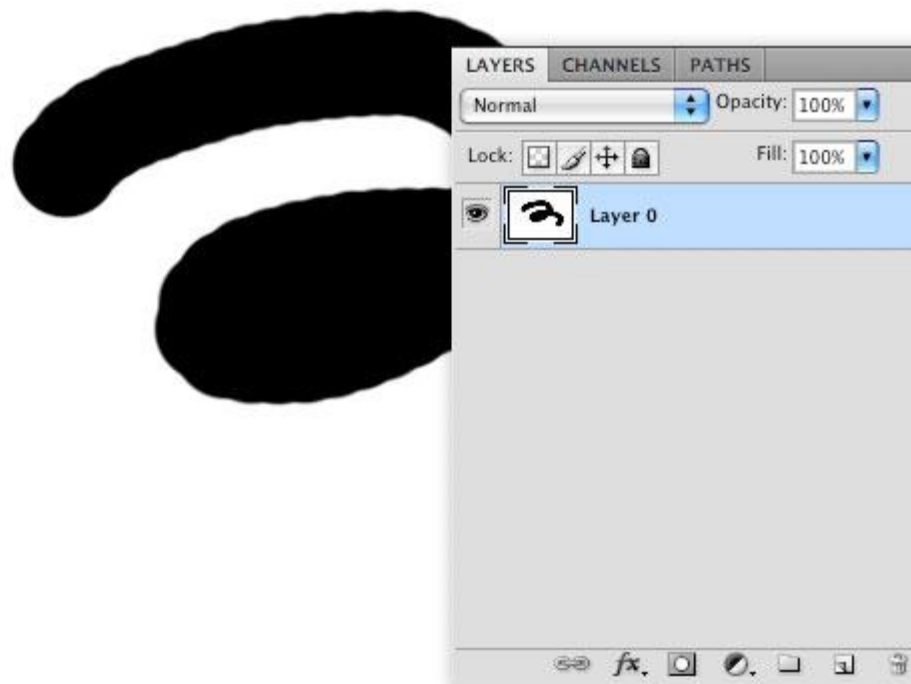 LAYERS CHANNELS PATHS
Normal Opacity: 100%
Lock: Fill: 100%
Layer 0
fx.